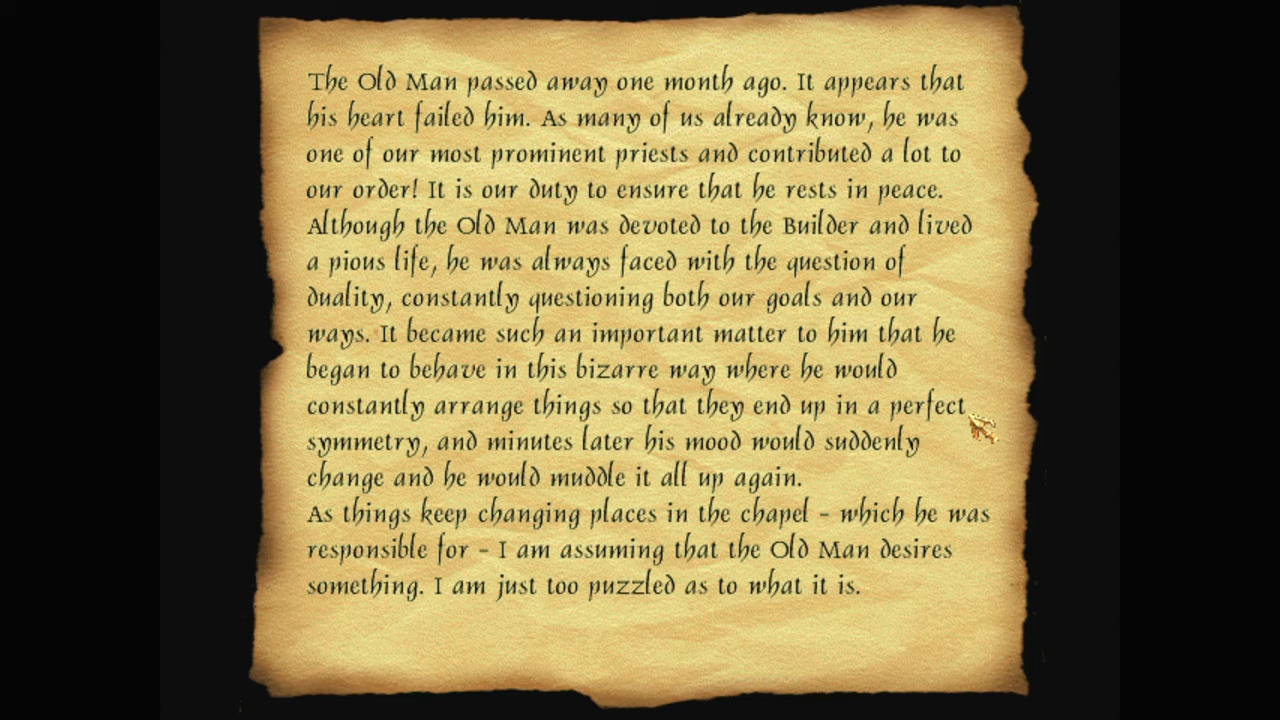 The Old Man passed away one month ago. It appears that
his heart failed him. As many of us already know, he was
one of our most prominent priests and contributed a lot to
our order! It is our duty to ensure that he rests in peace.
Although the Old Man was devoted to the Builder and lived
a pious life, he was always faced with the question of
duality, constantly questioning both our goals and our
ways. It became such an important matter to him that he
began to behave in this bizarre way where he would
constantly arrange things so that they end up in a perfect
symmetry, and minutes later his mood would suddenly
change and he would muddle it all up again.
As things keep changing places in the chapel - which he was
responsible for - I am assuming that the Old Man desires
something. I am just too puzzled as to what it is.